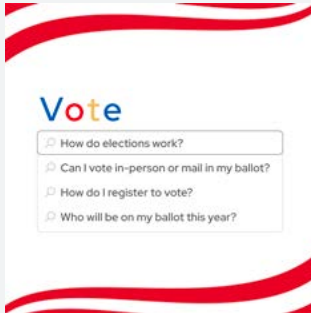 Vote
How do elections work?
Can I vote in-person or mail in my ballot?
How do I register to vote?
Who will be on my ballot this year?